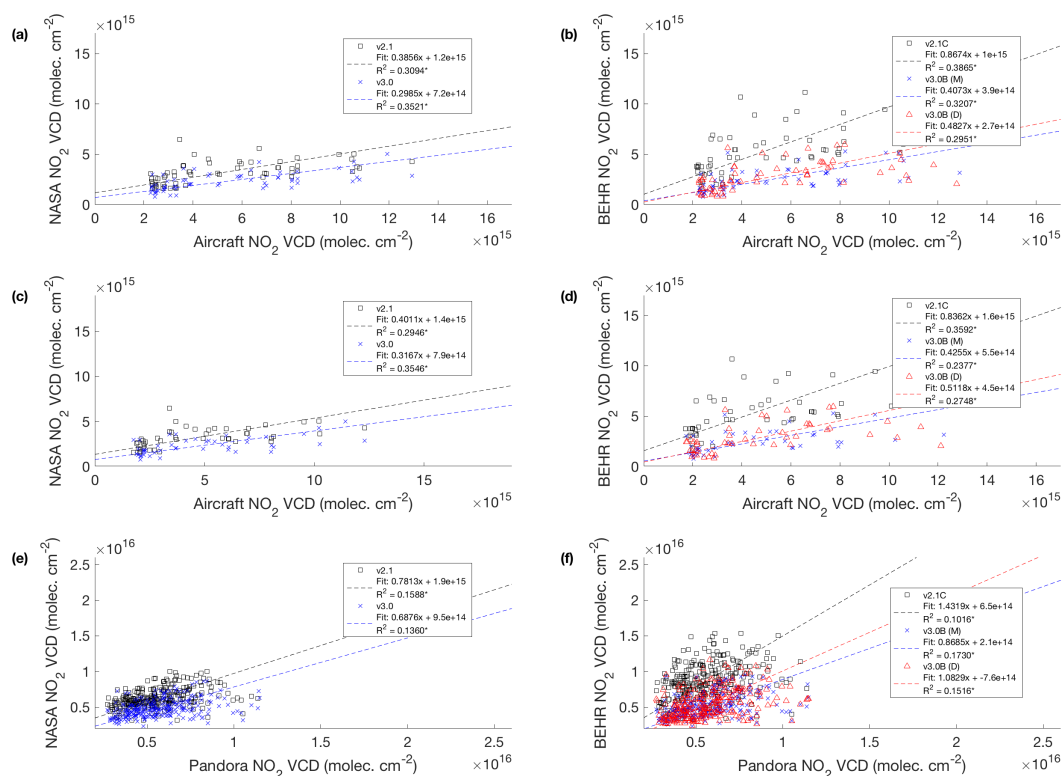 (a)
×10^15
NASA NO_2 VCD (molec. cm^-2)
15
10
5
0
0 2 4 6 8 10 12 14 16
Aircraft NO_2 VCD (molec. cm^-2)
×10^15
v2.1
Fit: 0.3856x + 1.2e+15
R^2 = 0.3094*
v3.0
Fit: 0.2985x + 7.2e+14
R^2 = 0.3521*
(b)
×10^15
BEHR NO_2 VCD (molec. cm^-2)
15
10
5
0
0 2 4 6 8 10 12 14 16
Aircraft NO_2 VCD (molec. cm^-2)
×10^15
v2.1C
Fit: 0.8674x + 1e+15
R^2 = 0.3865*
v3.0B (M)
Fit: 0.4073x + 3.9e+14
R^2 = 0.3207*
v3.0B (D)
Fit: 0.4827x + 2.7e+14
R^2 = 0.2951*
(c)
×10^15
NASA NO_2 VCD (molec. cm^-2)
15
10
5
0
0 5 10 15
Aircraft NO_2 VCD (molec. cm^-2)
×10^15
v2.1
Fit: 0.4011x + 1.4e+15
R^2 = 0.2946*
v3.0
Fit: 0.3167x + 7.9e+14
R^2 = 0.3546*
(d)
×10^15
BEHR NO_2 VCD (molec. cm^-2)
15
10
5
0
0 2 4 6 8 10 12 14 16
Aircraft NO_2 VCD (molec. cm^-2)
×10^15
v2.1C
Fit: 0.8362x + 1.6e+15
R^2 = 0.3592*
v3.0B (M)
Fit: 0.4255x + 5.5e+14
R^2 = 0.2377*
v3.0B (D)
Fit: 0.5118x + 4.5e+14
R^2 = 0.2748*
(e)
×10^16
NASA NO_2 VCD (molec. cm^-2)
2.5
2
1.5
1
0.5
0.5 1 1.5 2 2.5
Pandora NO_2 VCD (molec. cm^-2)
×10^16
v2.1
Fit: 0.7813x + 1.9e+15
R^2 = 0.1588*
v3.0
Fit: 0.6876x + 9.5e+14
R^2 = 0.1360*
(f)
×10^16
BEHR NO_2 VCD (molec. cm^-2)
2.5
2
1.5
1
0.5
0.5 1 1.5 2 2.5
Pandora NO_2 VCD (molec. cm^-2)
×10^16
v2.1C
Fit: 1.4319x + 6.5e+14
R^2 = 0.1016*
v3.0B (M)
Fit: 0.8685x + 2.1e+14
R^2 = 0.1730*
v3.0B (D)
Fit: 1.0829x + -7.6e+14
R^2 = 0.1516*